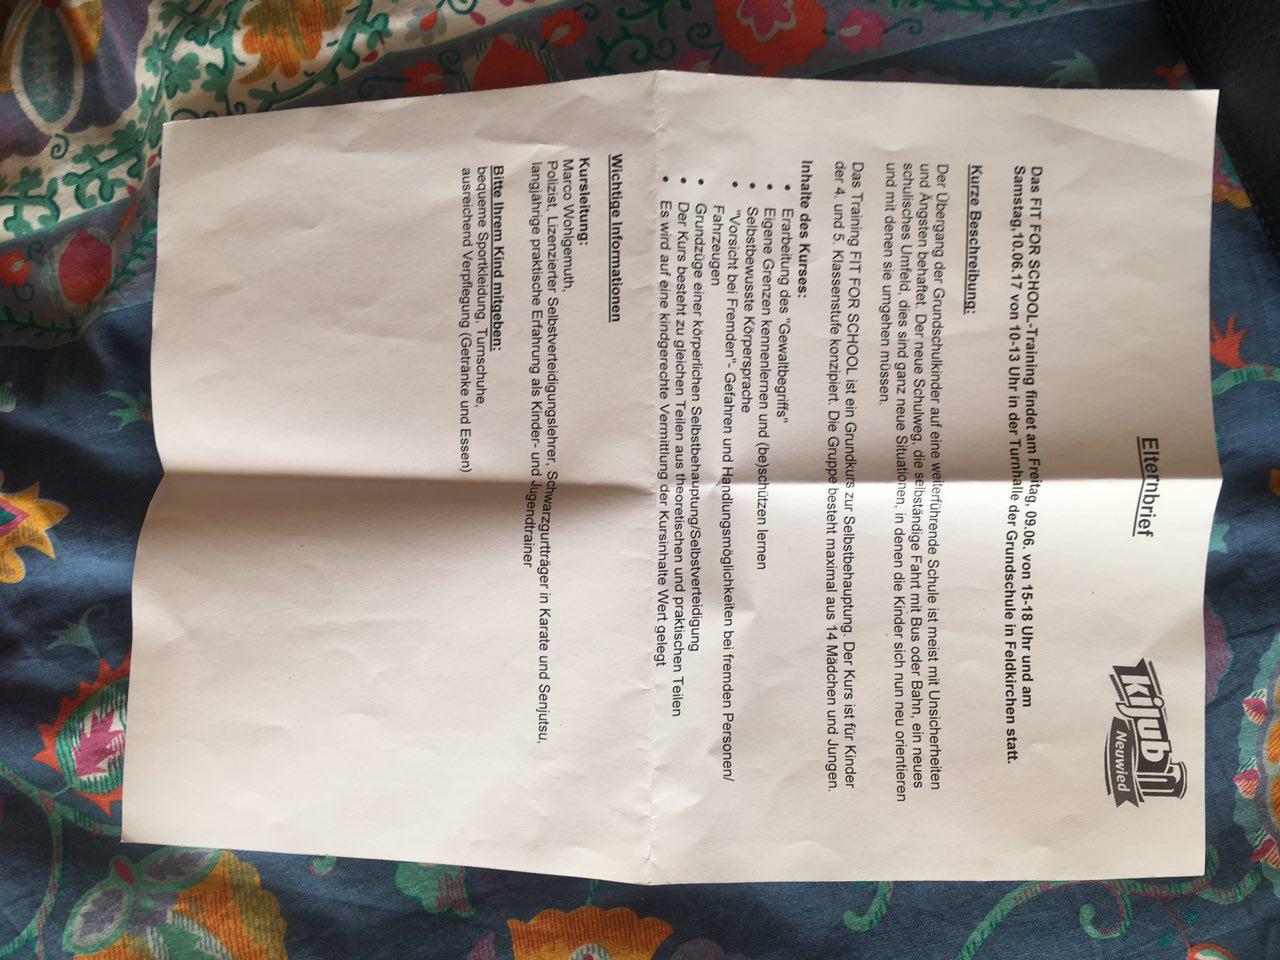 Elternbrief
kijub
Neuwied
Das FIT FOR SCHOOL-Training findet am Freitag, 09.06. von 15-18 Uhr und am
Samstag,10.06.17 von 10-13 Uhr in der Turnhalle der Grundschule in Feldkirchen statt.
Kurze Beschreibung:
Der Übergang der Grundschulkinder auf eine weiterführende Schule ist meist mit Unsicherheiten
und Ängsten behaftet. Der neue Schulweg, die selbständige Fahrt mit Bus oder Bahn, ein neues
schulisches Umfeld, dies sind ganz neue Situationen, in denen die Kinder sich nun neu orientieren
und mit denen sie umgehen müssen.
Das Training FIT FOR SCHOOL ist ein Grundkurs zur Selbstbehauptung. Der Kurs ist für Kinder
der 4. und 5. Klassenstufe konzipiert. Die Gruppe besteht maximal aus 14 Mädchen und Jungen.
Inhalte des Kurses:
• Erarbeitung des "Gewaltbegriffs"
• Eigene Grenzen kennenlernen und (be)schützen lernen
• Selbstbewusste Körpersprache
• "Vorsicht bei Fremden"- Gefahren und Handlungsmöglichkeiten bei fremden Personen/
Fahrzeugen
• Grundzüge einer körperlichen Selbstbehauptung/Selbstverteidigung
• Der Kurs besteht zu gleichen Teilen aus theoretischen und praktischen Teilen
• Es wird auf eine kindgerechte Vermittlung der Kursinhalte Wert gelegt
Wichtige Informationen
Kursleitung:
Marco Wohlgemuth,
Polizist, Lizenzierter Selbstverteidigungslehrer, Schwarzgurtträger in Karate und Senjutsu,
langjährige praktische Erfahrung als Kinder- und Jugendtrainer
Bitte Ihrem Kind mitgeben:
bequeme Sportkleidung, Turnschuhe,
ausreichend Verpflegung (Getränke und Essen)